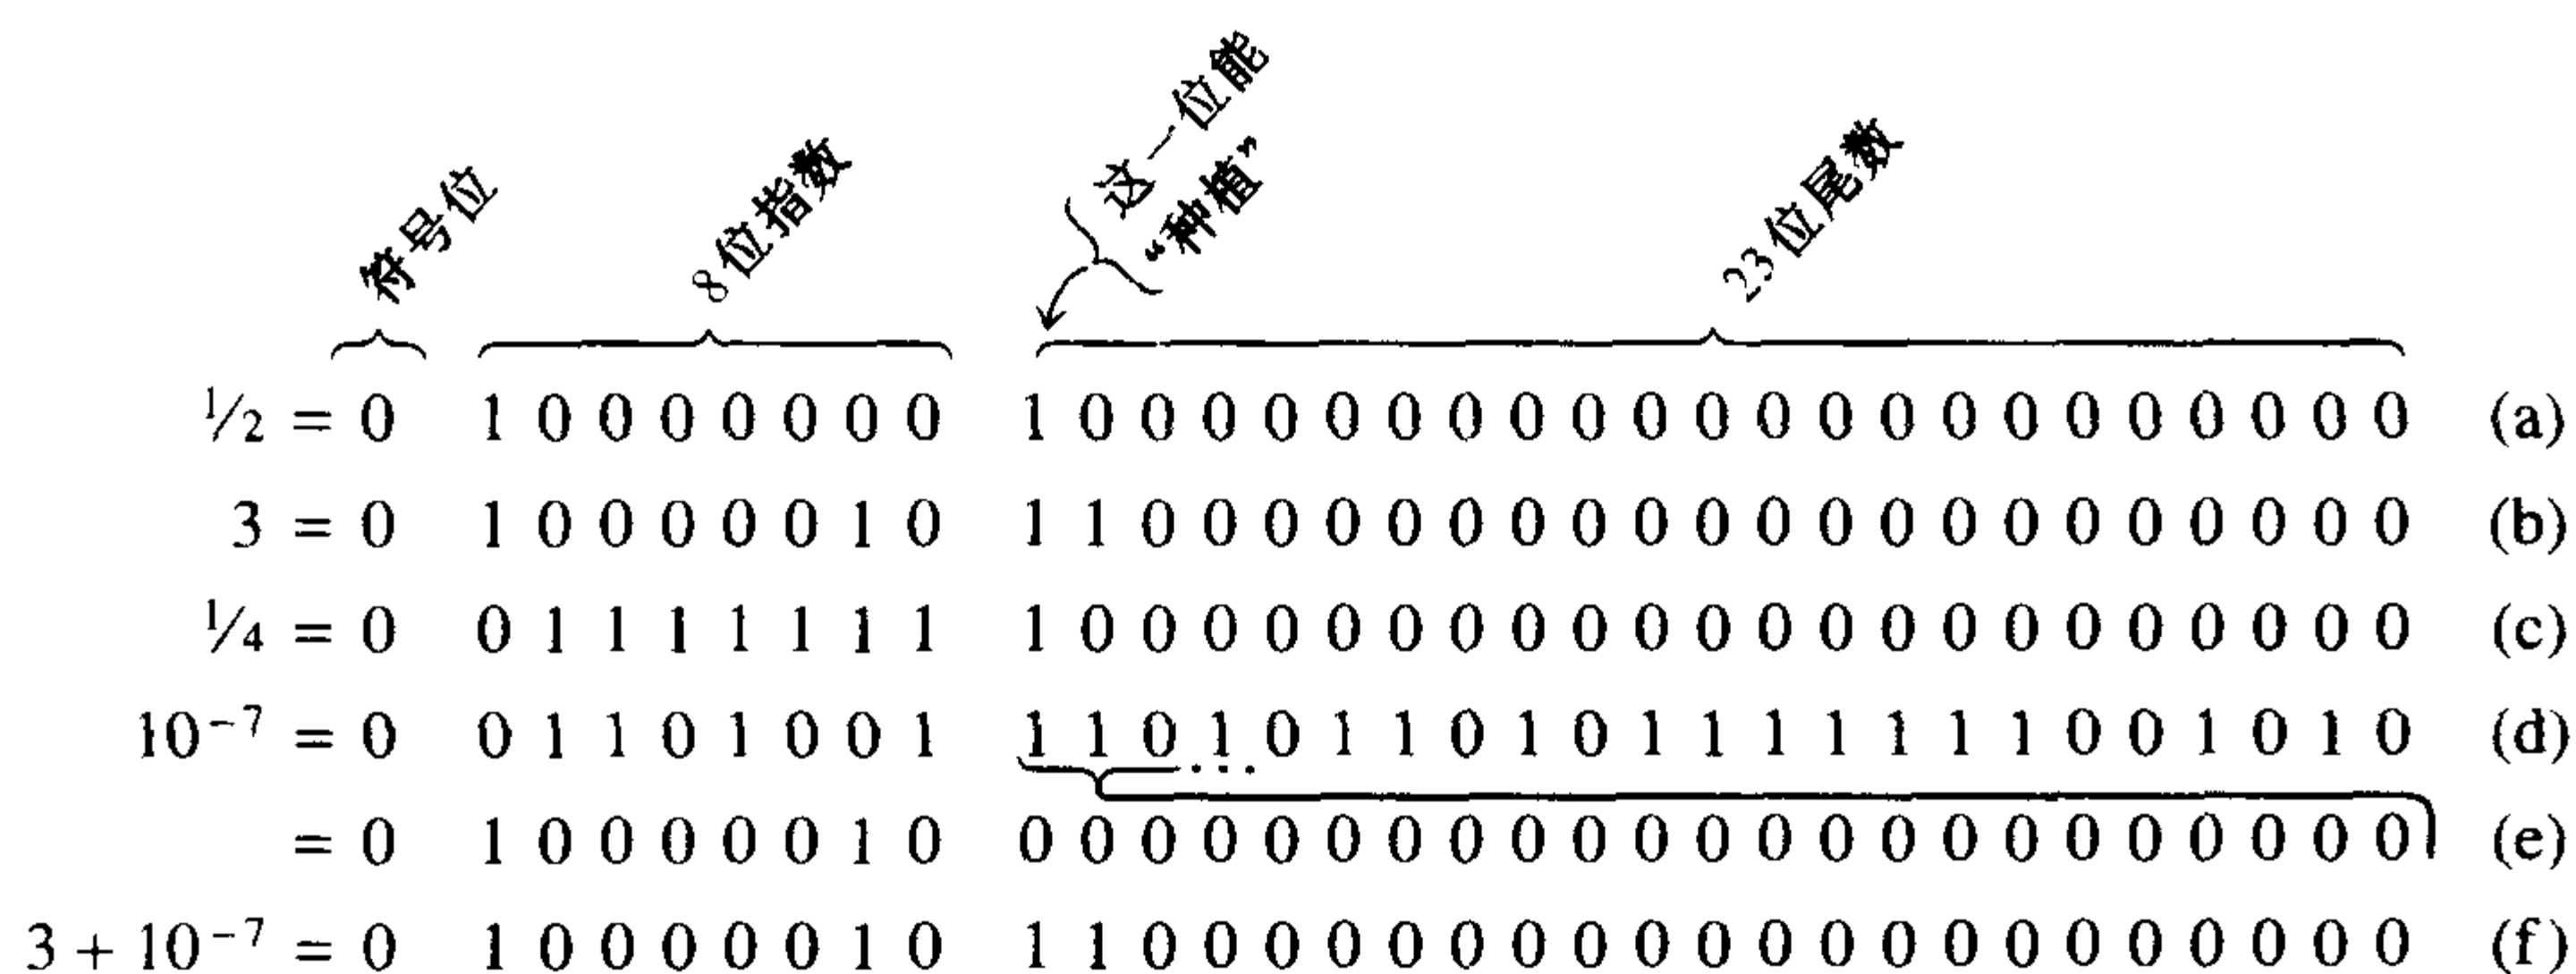 符号位
8位指数
这一位能
“种植”
23位尾数
½ = 0 1 0 0 0 0 0 0 0 1 0 0 0 0 0 0 0 0 0 0 0 0 0 0 0 0 0 0 0 0 0 0 (a)
3 = 0 1 0 0 0 0 0 1 0 1 1 0 0 0 0 0 0 0 0 0 0 0 0 0 0 0 0 0 0 0 0 0 (b)
¼ = 0 0 1 1 1 1 1 1 1 1 0 0 0 0 0 0 0 0 0 0 0 0 0 0 0 0 0 0 0 0 0 0 (c)
10⁻⁷ = 0 0 1 1 0 1 0 0 1 1 1 0 1 0 1 1 0 1 0 1 1 1 1 1 1 1 0 0 1 0 1 0 (d)
= 0 1 0 0 0 0 0 1 0 0 0 0 0 0 0 0 0 0 0 0 0 0 0 0 0 0 0 0 0 0 0 0 (e)
3 + 10⁻⁷ = 0 1 0 0 0 0 0 1 0 1 1 0 0 0 0 0 0 0 0 0 0 0 0 0 0 0 0 0 0 0 0 0 (f)